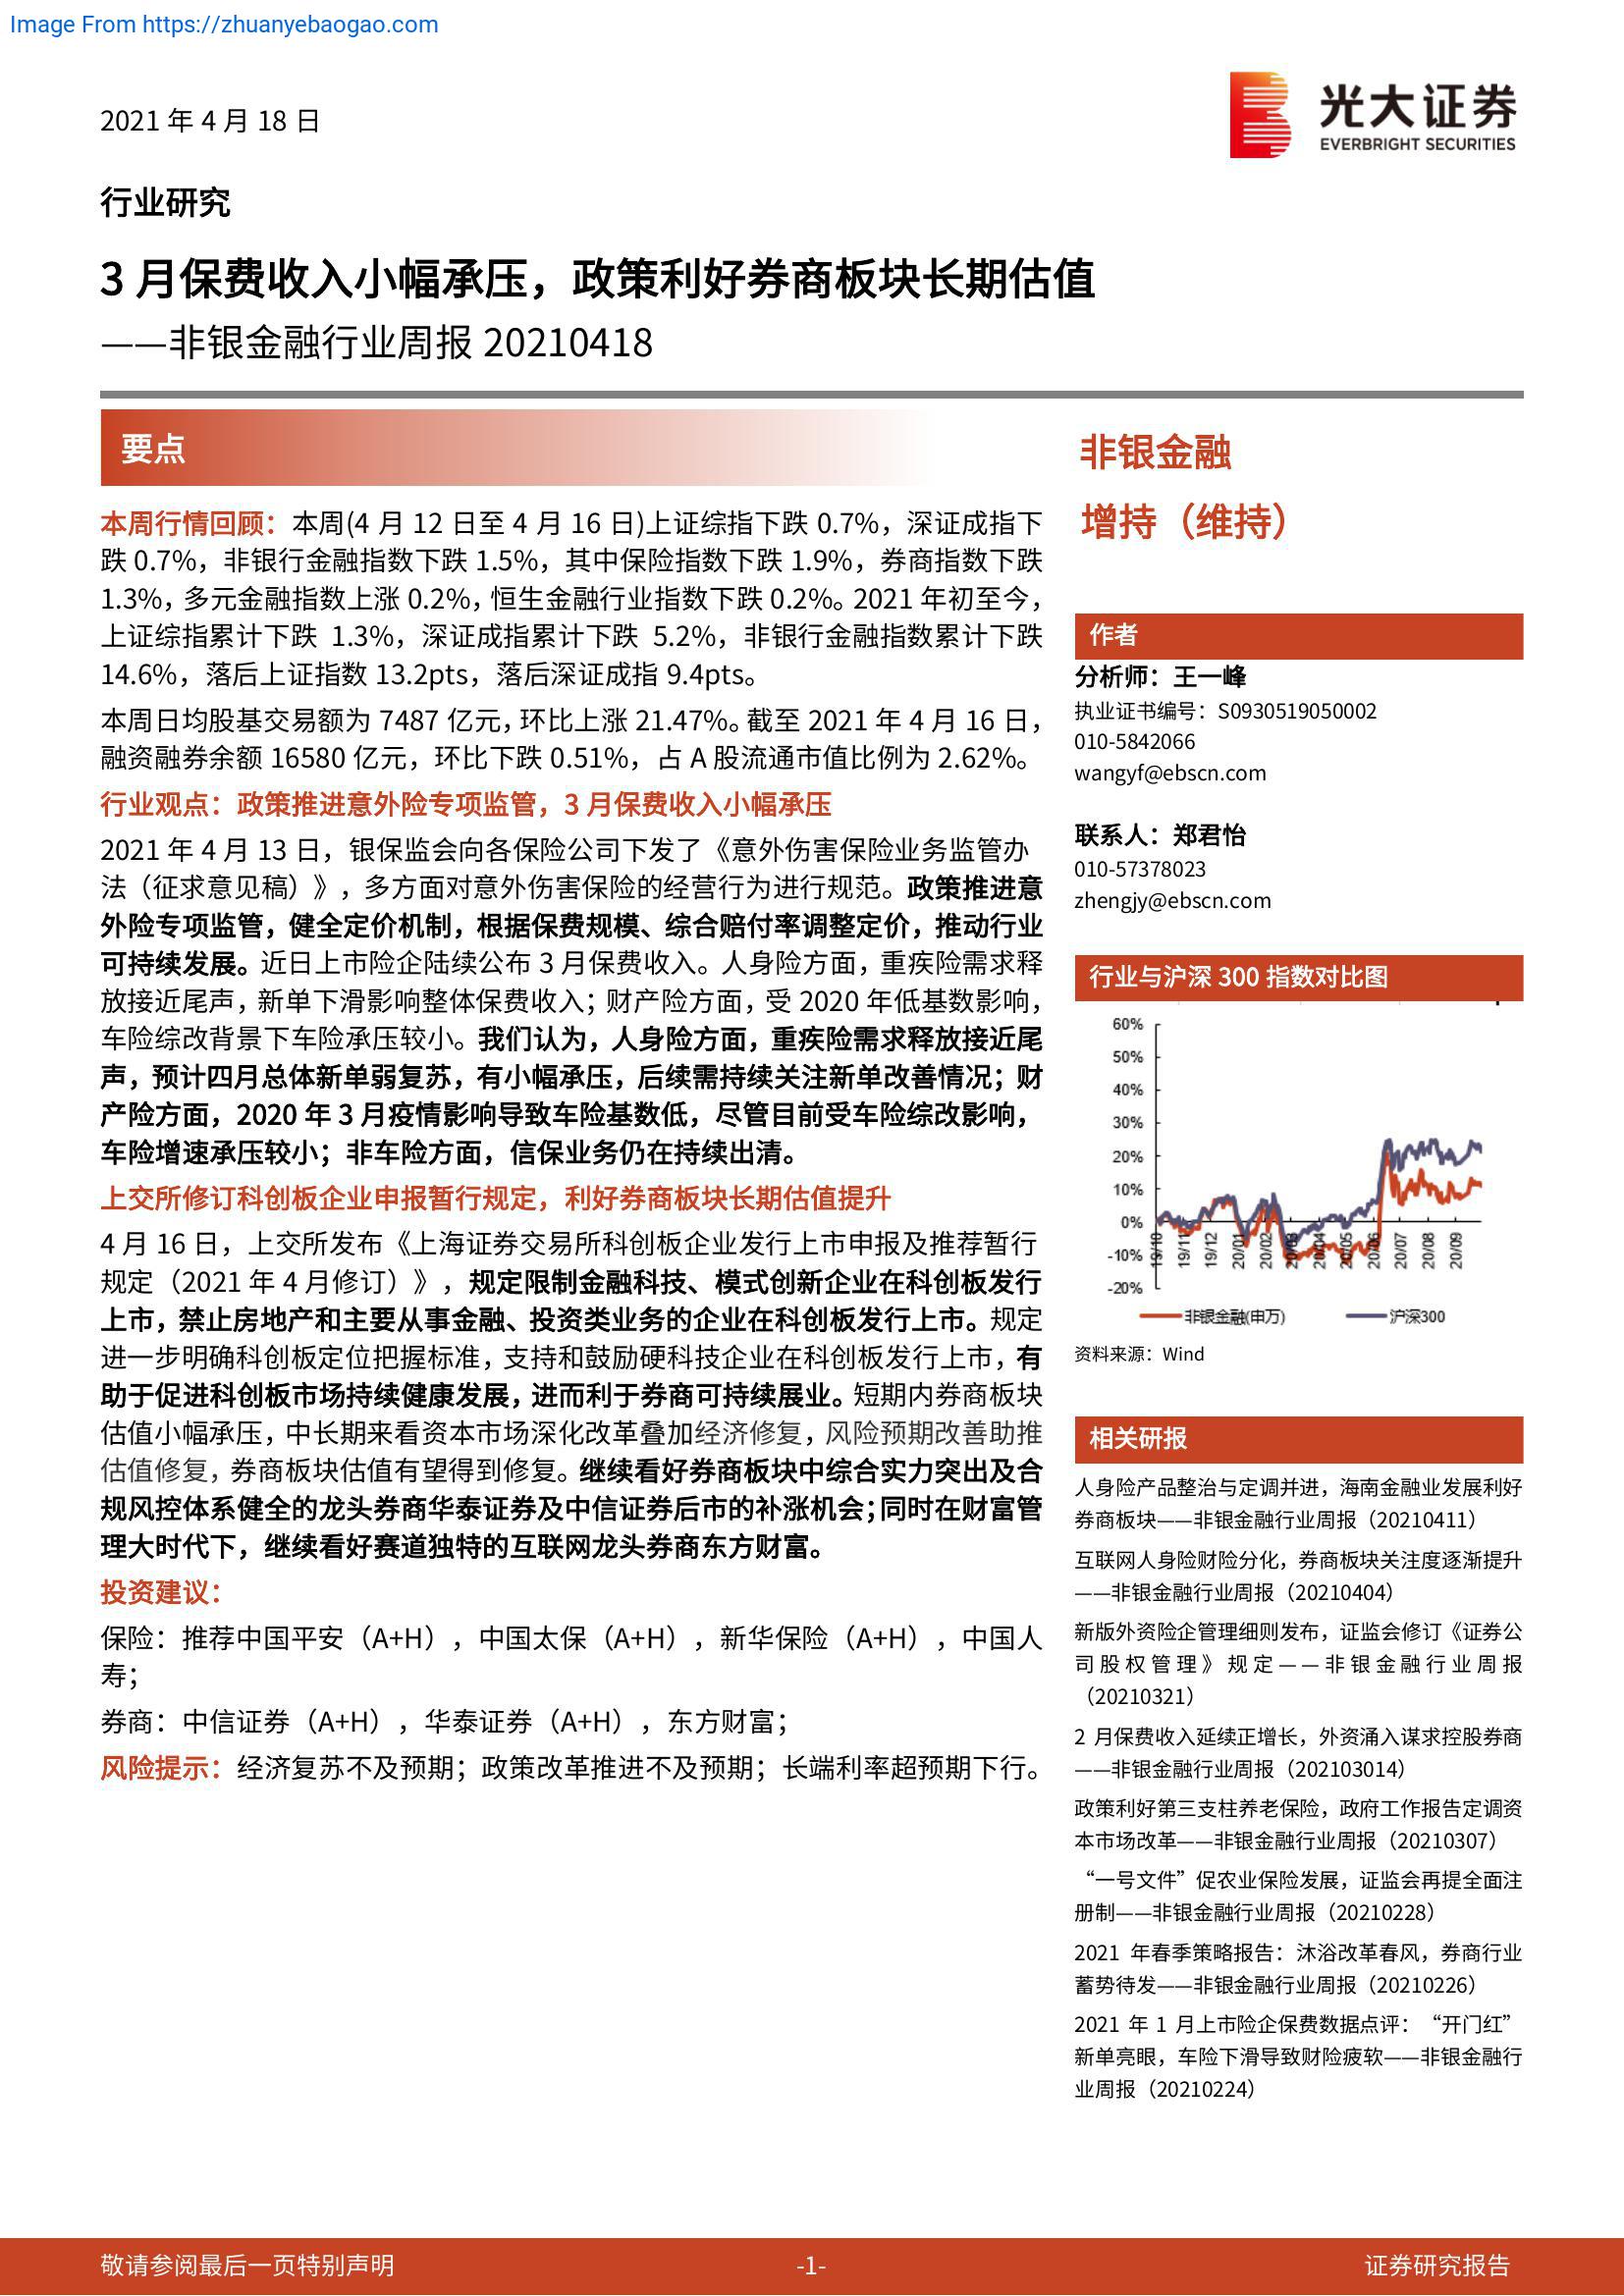 Image From https://zhuanyebaogao.com
2021 年 4 月 18 日
光大证券
EVERBRIGHT SECURITIES
行业研究
3 月保费收入小幅承压，政策利好券商板块长期估值
——非银金融行业周报 20210418
要点
本周行情回顾：本周(4 月 12 日至 4 月 16 日)上证综指下跌 0.7%，深证成指下
跌 0.7%，非银行金融指数下跌 1.5%，其中保险指数下跌 1.9%，券商指数下跌
1.3%，多元金融指数上涨 0.2%，恒生金融行业指数下跌 0.2%。2021 年初至今，
上证综指累计下跌 1.3%，深证成指累计下跌 5.2%，非银行金融指数累计下跌
14.6%，落后上证指数 13.2pts，落后深证成指 9.4pts。
本周日均股基交易额为 7487 亿元，环比上涨 21.47%。截至 2021 年 4 月 16 日，
融资融券余额 16580 亿元，环比下跌 0.51%，占 A 股流通市值比例为 2.62%。
行业观点：政策推进意外险专项监管，3 月保费收入小幅承压
2021 年 4 月 13 日，银保监会向各保险公司下发了《意外伤害保险业务监管办
法（征求意见稿）》，多方面对意外伤害保险的经营行为进行规范。政策推进意
外险专项监管，健全定价机制，根据保费规模、综合赔付率调整定价，推动行业
可持续发展。近日上市险企陆续公布 3 月保费收入。人身险方面，重疾险需求释
放接近尾声，新单下滑影响整体保费收入；财产险方面，受 2020 年低基数影响，
车险综改背景下车险承压较小。我们认为，人身险方面，重疾险需求释放接近尾
声，预计四月总体新单弱复苏，有小幅承压，后续需持续关注新单改善情况；财
产险方面，2020 年 3 月疫情影响导致车险基数低，尽管目前受车险综改影响，
车险增速承压较小；非车险方面，信保业务仍在持续出清。
上交所修订科创板企业申报暂行规定，利好券商板块长期估值提升
4 月 16 日，上交所发布《上海证券交易所科创板企业发行上市申报及推荐暂行
规定（2021 年 4 月修订）》，规定限制金融科技、模式创新企业在科创板发行
上市，禁止房地产和主要从事金融、投资类业务的企业在科创板发行上市。规定
进一步明确科创板定位把握标准，支持和鼓励硬科技企业在科创板发行上市，有
助于促进科创板市场持续健康发展，进而利于券商可持续展业。短期内券商板块
估值小幅承压，中长期来看资本市场深化改革叠加经济修复，风险预期改善助推
估值修复，券商板块估值有望得到修复。继续看好券商板块中综合实力突出及合
规风控体系健全的龙头券商华泰证券及中信证券后市的补涨机会；同时在财富管
理大时代下，继续看好赛道独特的互联网龙头券商东方财富。
投资建议：
保险：推荐中国平安（A+H），中国太保（A+H），新华保险（A+H），中国人
寿；
券商：中信证券（A+H），华泰证券（A+H），东方财富；
风险提示：经济复苏不及预期；政策改革推进不及预期；长端利率超预期下行。
非银金融
增持（维持）
作者
分析师：王一峰
执业证书编号：S0930519050002
010-5842066
wangyf@ebscn.com
联系人：郑君怡
010-57378023
zhengjy@ebscn.com
行业与沪深 300 指数对比图
60%
50%
40%
30%
20%
10%
0%
-10%
-20%
19/10 19/11 19/12 20/01 20/02 20/03 20/04 20/05 20/06 20/07 20/08 20/09
非银金融(申万) 沪深300
资料来源：Wind
相关研报
人身险产品整治与定调并进，海南金融业发展利好
券商板块——非银金融行业周报（20210411）
互联网人身险财险分化，券商板块关注度逐渐提升
——非银金融行业周报（20210404）
新版外资险企管理细则发布，证监会修订《证券公
司股权管理》规定——非银金融行业周报
（20210321）
2 月保费收入延续正增长，外资涌入谋求控股券商
——非银金融行业周报（202103014）
政策利好第三支柱养老保险，政府工作报告定调资
本市场改革——非银金融行业周报（20210307）
“一号文件”促农业保险发展，证监会再提全面注
册制——非银金融行业周报（20210228）
2021 年春季策略报告：沐浴改革春风，券商行业
蓄势待发——非银金融行业周报（20210226）
2021 年 1 月上市险企保费数据点评：“开门红”
新单亮眼，车险下滑导致财险疲软——非银金融行
业周报（20210224）
敬请参阅最后一页特别声明
-1-
证券研究报告